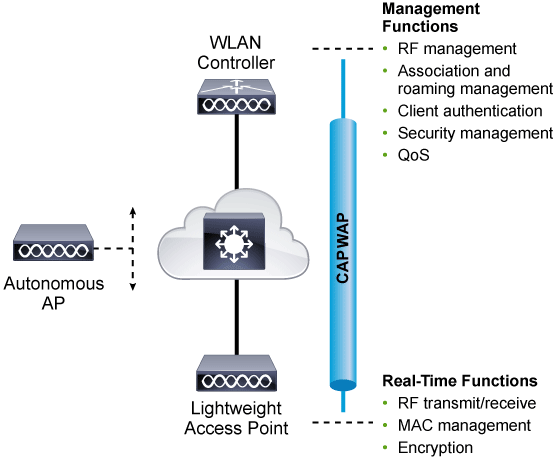 WLAN
Controller
Autonomous
AP
Lightweight
Access Point
CAPWAP
Management
Functions
• RF management
• Association and
roaming management
• Client authentication
• Security management
• QoS
Real-Time Functions
• RF transmit/receive
• MAC management
• Encryption